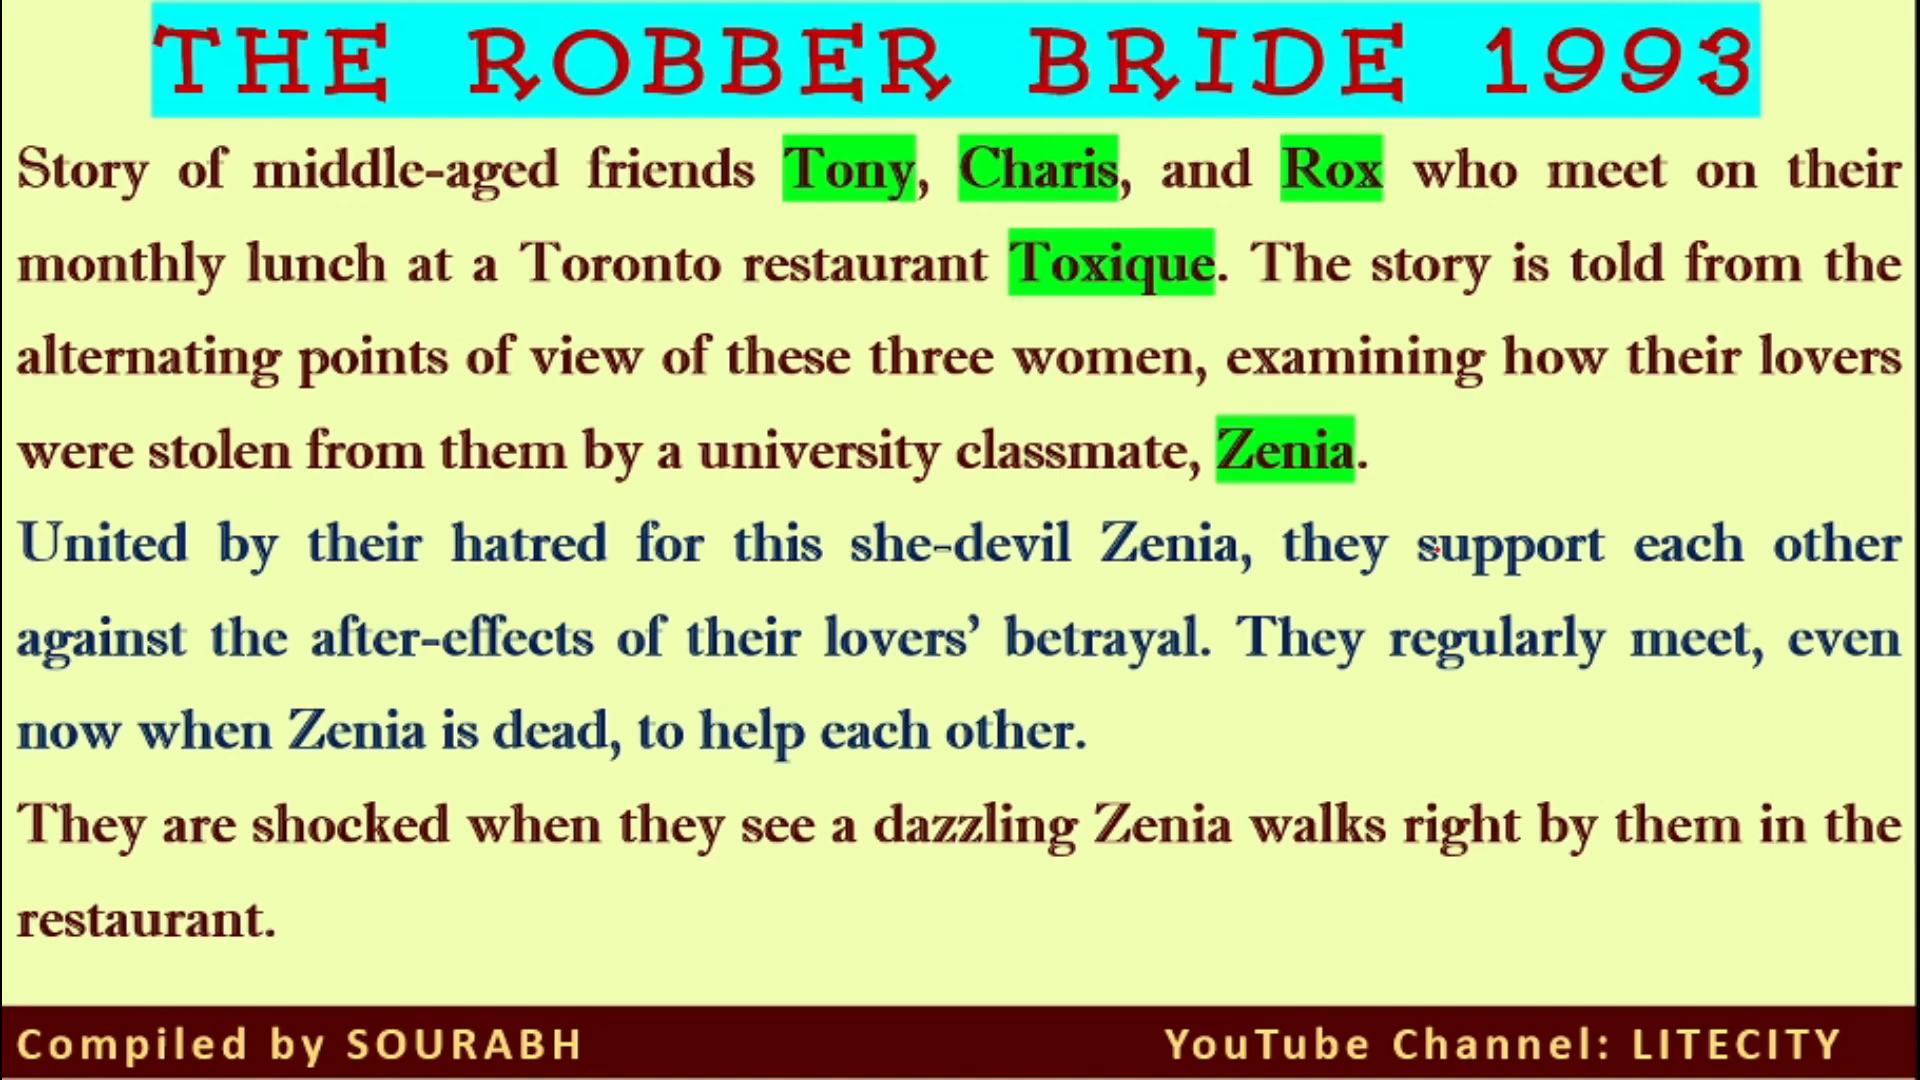 THE ROBBER BRIDE 1993
Story of middle-aged friends Tony, Charis, and Rox who meet on their
monthly lunch at a Toronto restaurant Toxique. The story is told from the
alternating points of view of these three women, examining how their lovers
were stolen from them by a university classmate, Zenia.
United by their hatred for this she-devil Zenia, they support each other
against the after-effects of their lovers’ betrayal. They regularly meet, even
now when Zenia is dead, to help each other.
They are shocked when they see a dazzling Zenia walks right by them in the
restaurant.
Compiled by SOURABH
YouTube Channel: LITECITY